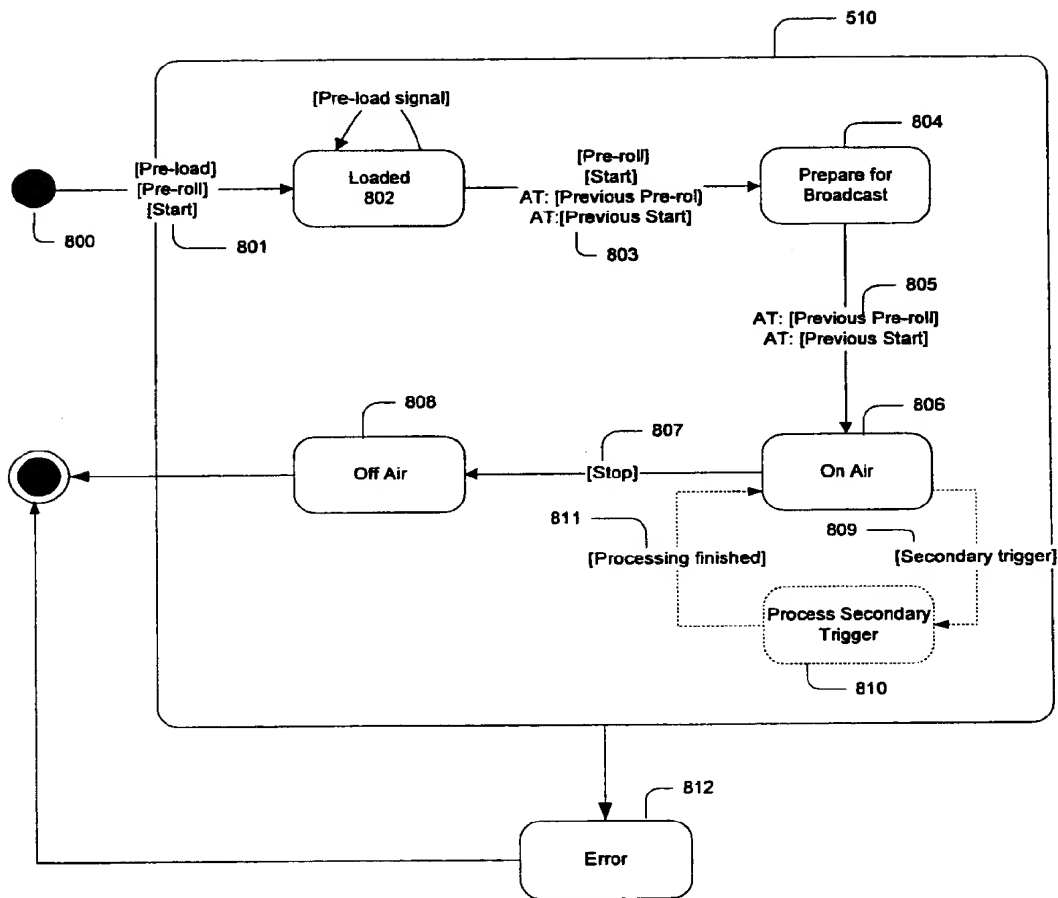 510
[Pre-load signal]
804
[Pre-load]
[Pre-roll]
[Start]
Loaded
802
[Pre-roll]
[Start]
AT: [Previous Pre-rol]
AT:[Previous Start]
Prepare for
Broadcast
800
801
803
805
AT: [Previous Pre-roll]
AT: [Previous Start]
808
807
806
Off Air
[Stop]
On Air
811
809
[Processing finished]
[Secondary trigger]
Process Secondary
Trigger
810
812
Error